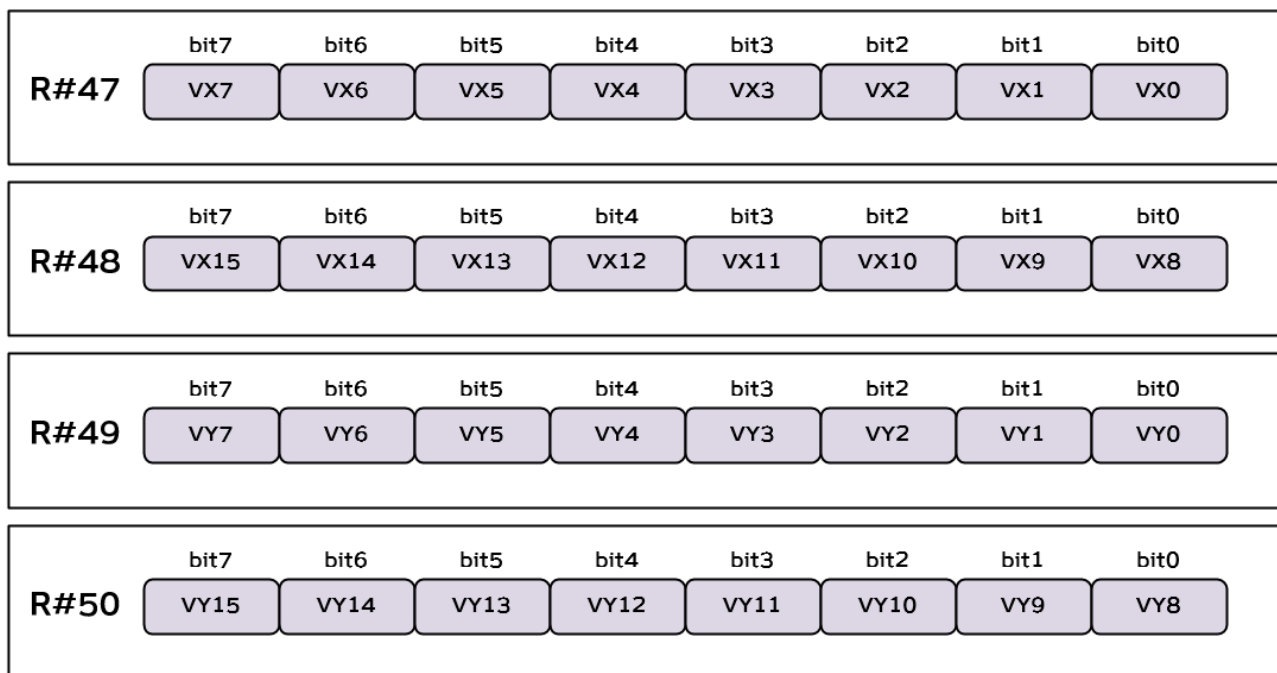 bit7 bit6 bit5 bit4 bit3 bit2 bit1 bit0
R#47 VX7 VX6 VX5 VX4 VX3 VX2 VX1 VX0
bit7 bit6 bit5 bit4 bit3 bit2 bit1 bit0
R#48 VX15 VX14 VX13 VX12 VX11 VX10 VX9 VX8
bit7 bit6 bit5 bit4 bit3 bit2 bit1 bit0
R#49 VY7 VY6 VY5 VY4 VY3 VY2 VY1 VY0
bit7 bit6 bit5 bit4 bit3 bit2 bit1 bit0
R#50 VY15 VY14 VY13 VY12 VY11 VY10 VY9 VY8